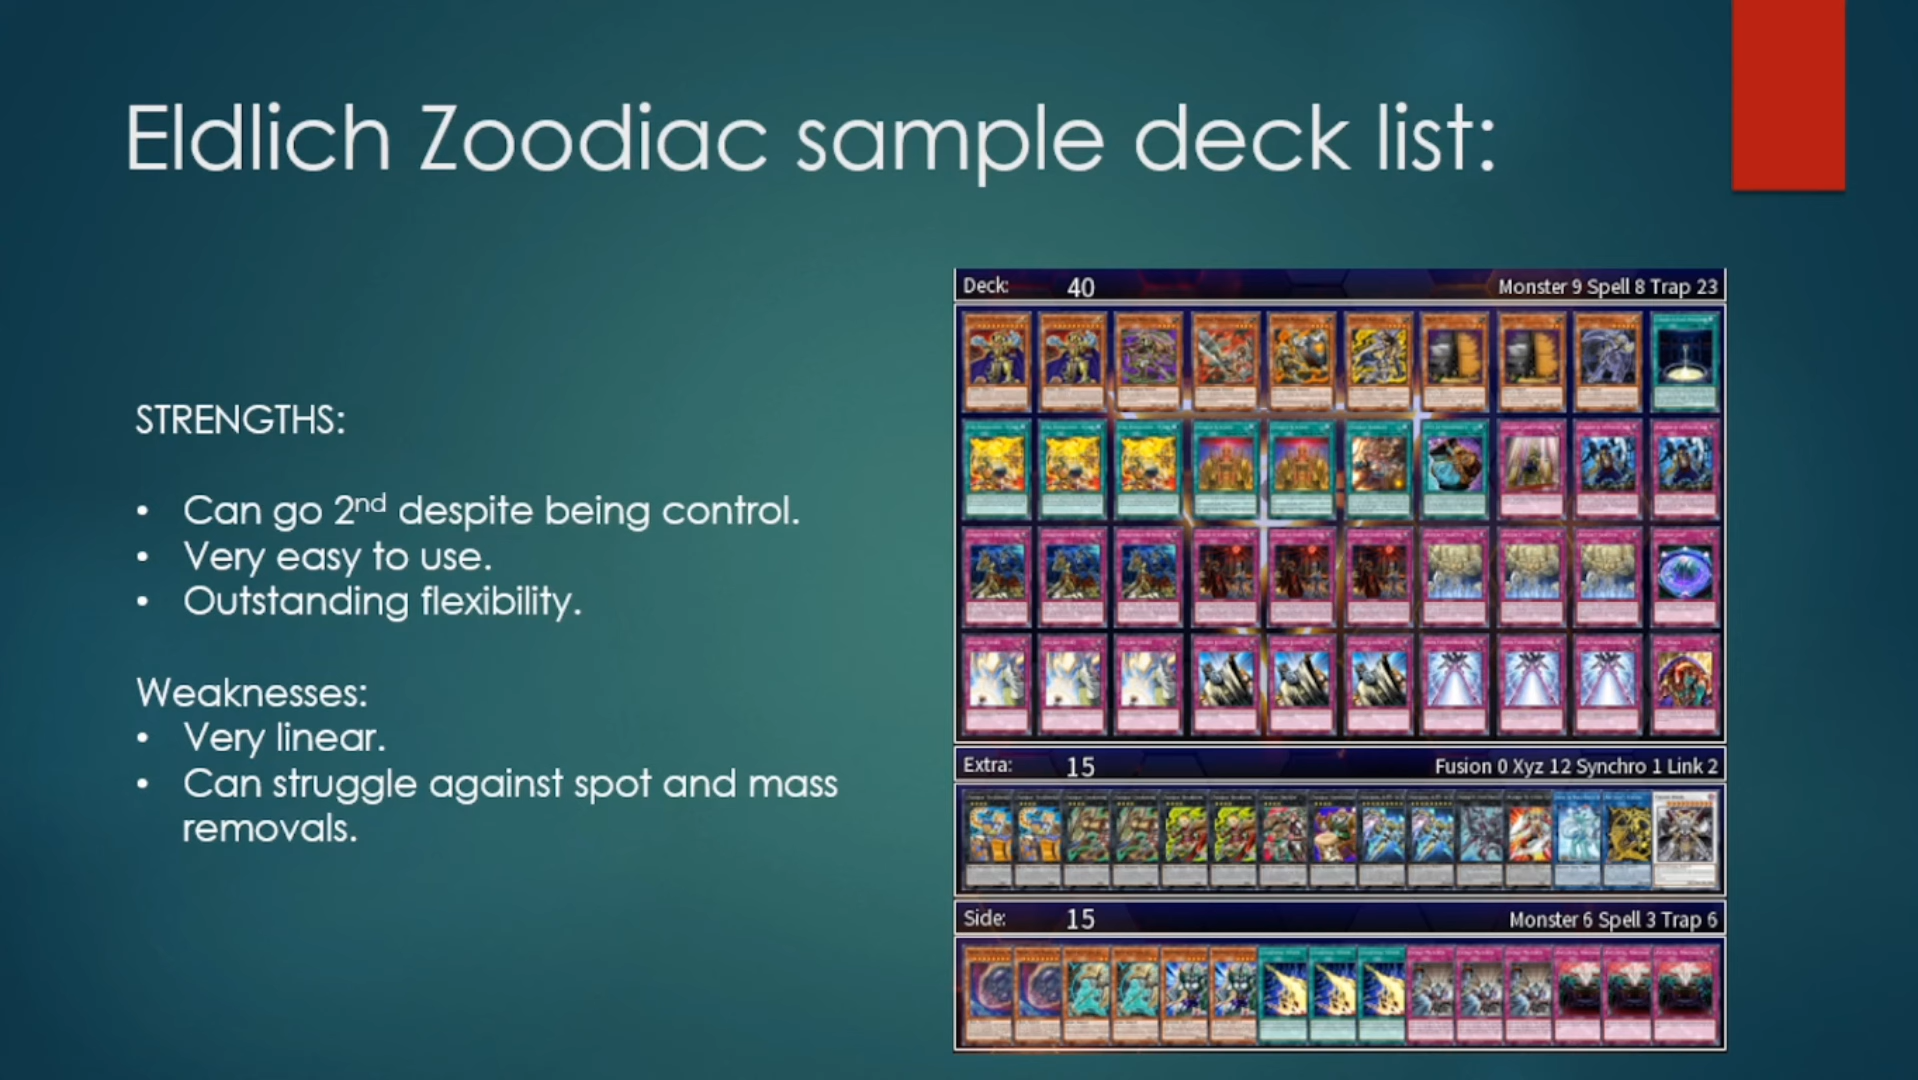 Eldlich Zoodiac sample deck list:
STRENGTHS:
• Can go 2nd despite being control.
• Very easy to use.
• Outstanding flexibility.
Weaknesses:
• Very linear.
• Can struggle against spot and mass
removals.
Deck: 40 Monster 9 Spell 8 Trap 23
Extra: 15 Fusion 0 Xyz 12 Synchro 1 Link 2
Side: 15 Monster 6 Spell 3 Trap 6